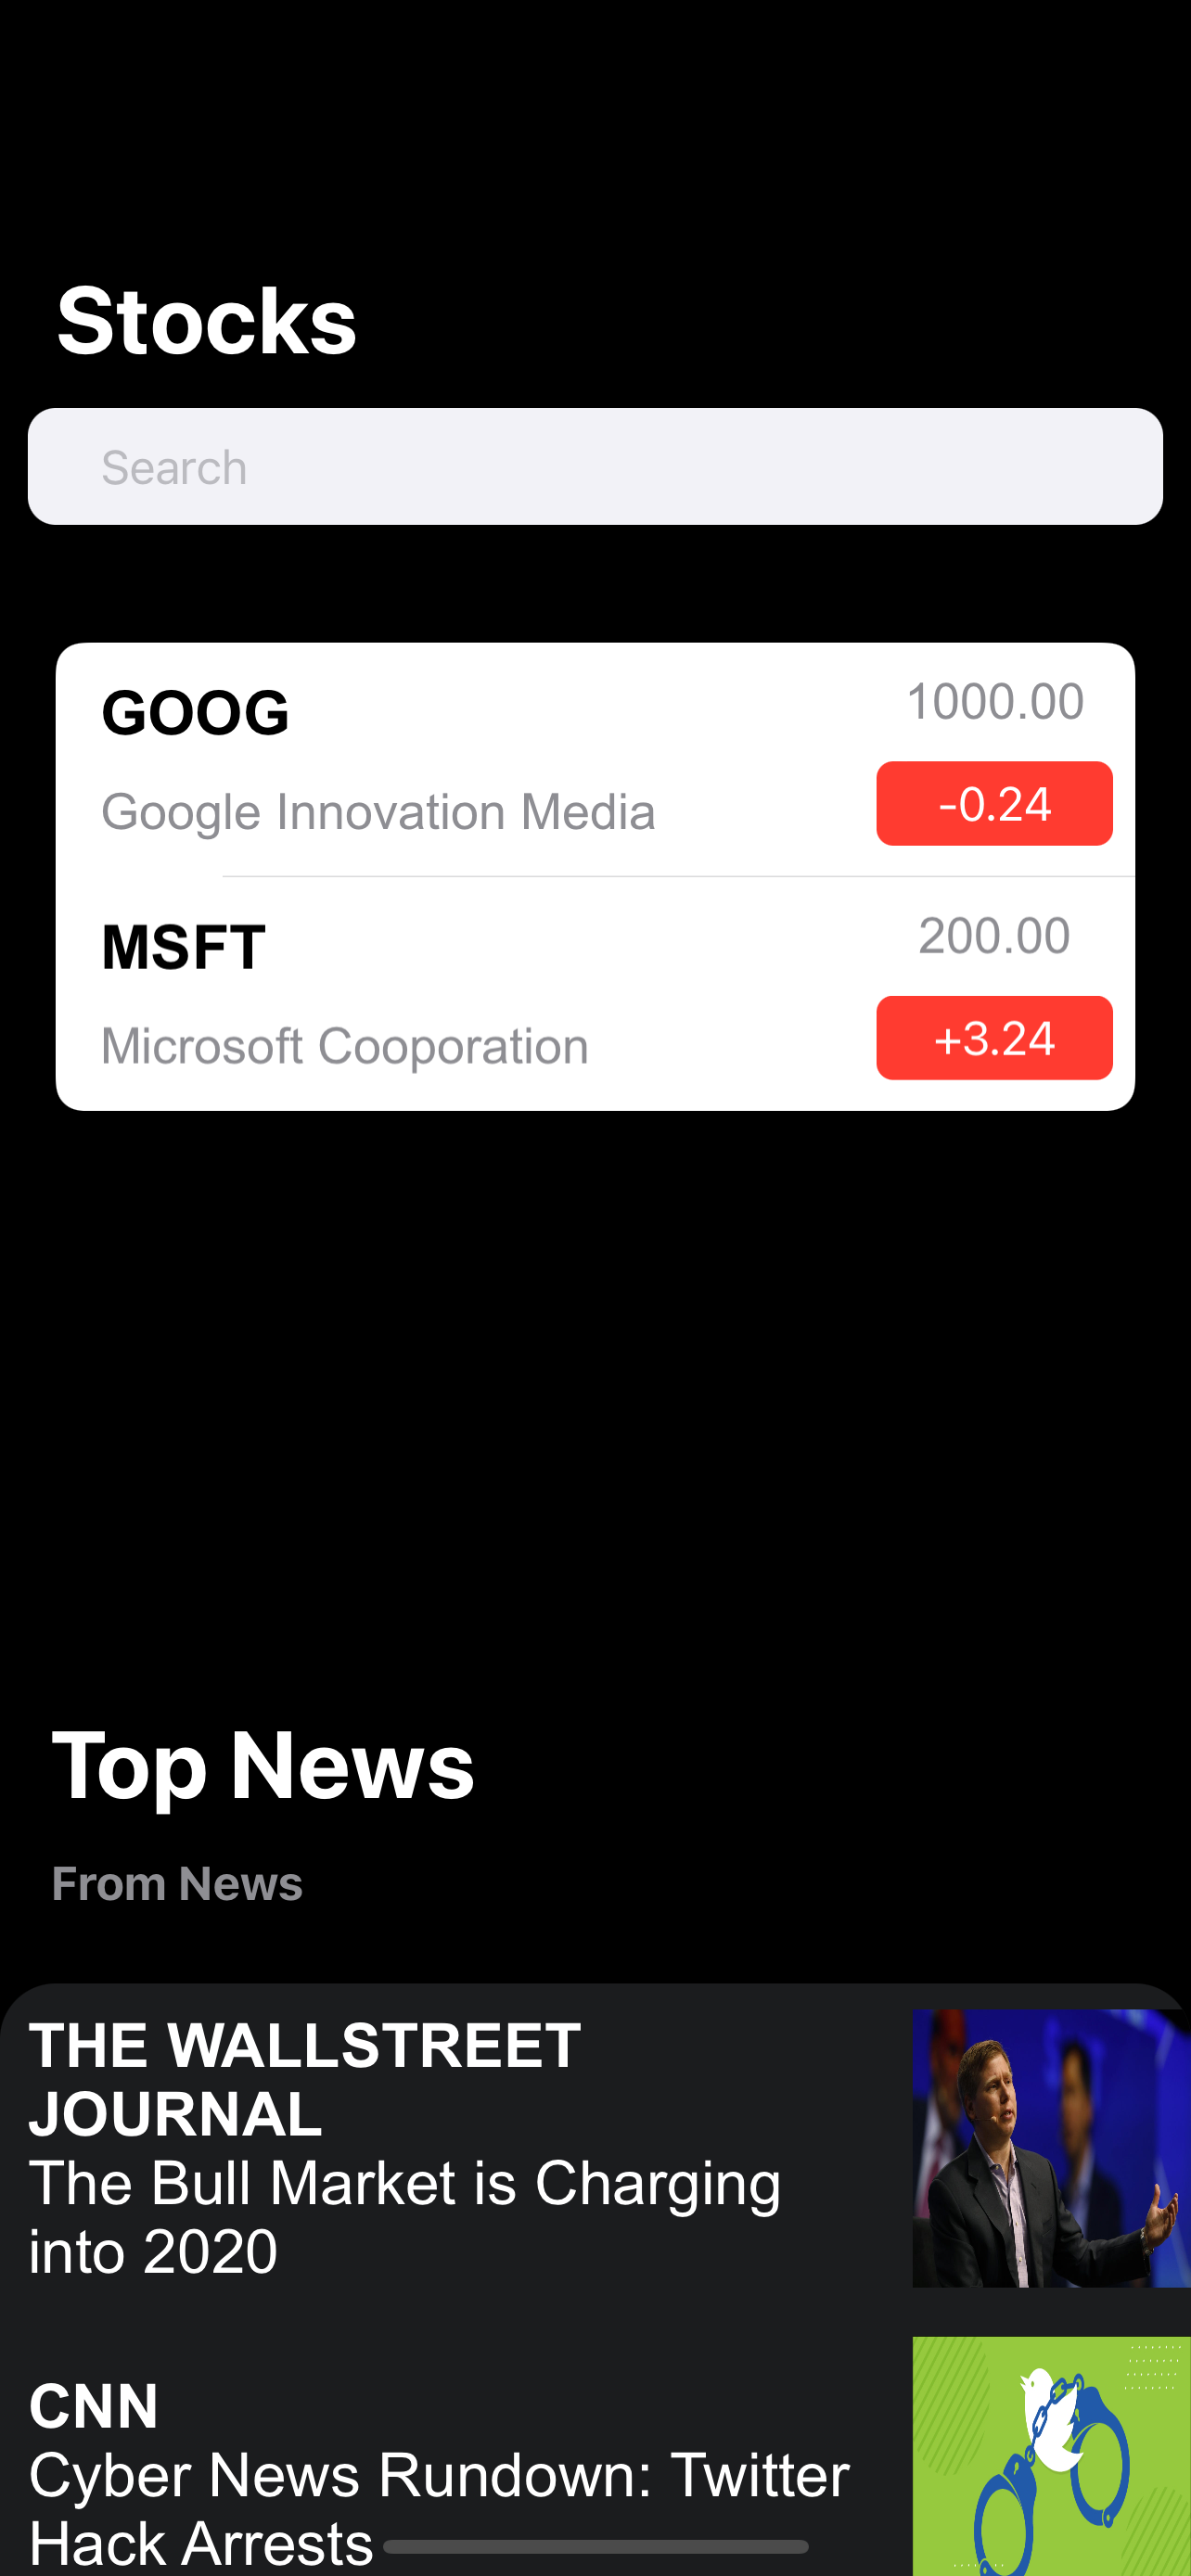 Stocks
Search
GOOG
1000.00
Google Innovation Media
-0.24
MSFT
200.00
Microsoft Cooporation
+3.24
Top News
From News
THE WALLSTREET
JOURNAL
The Bull Market is Charging
into 2020
CNN
Cyber News Rundown: Twitter
Hack Arrests